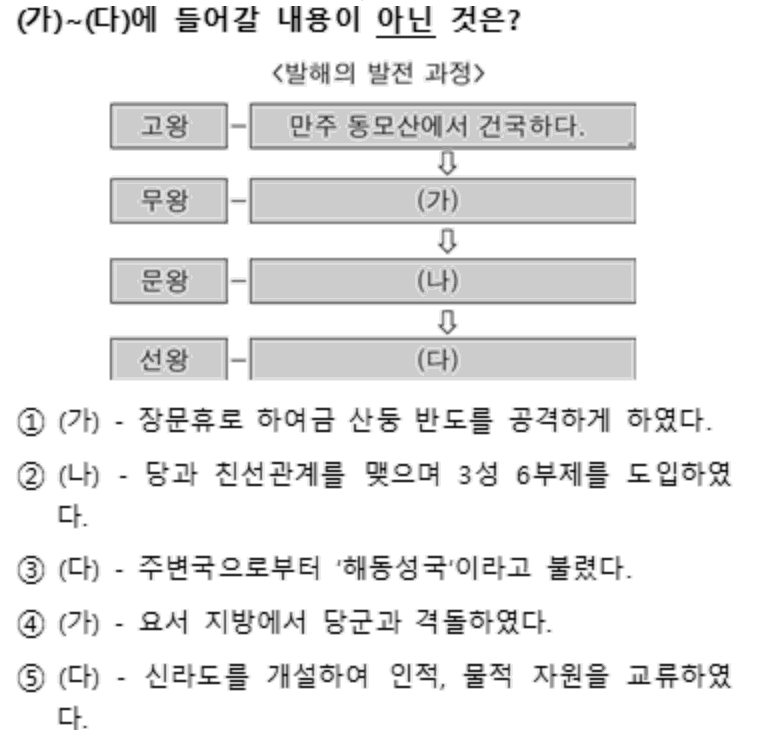 (가)~(다)에 들어갈 내용이 아닌 것은?
<발해의 발전 과정>
고왕 - 만주 동모산에서 건국하다.
⇩
무왕 - (가)
⇩
문왕 - (나)
⇩
선왕 - (다)
① (가) - 장문휴로 하여금 산둥 반도를 공격하게 하였다.
② (나) - 당과 친선관계를 맺으며 3성 6부제를 도입하였
다.
③ (다) - 주변국으로부터 '해동성국'이라고 불렸다.
④ (가) - 요서 지방에서 당군과 격돌하였다.
⑤ (다) - 신라도를 개설하여 인적, 물적 자원을 교류하였
다.